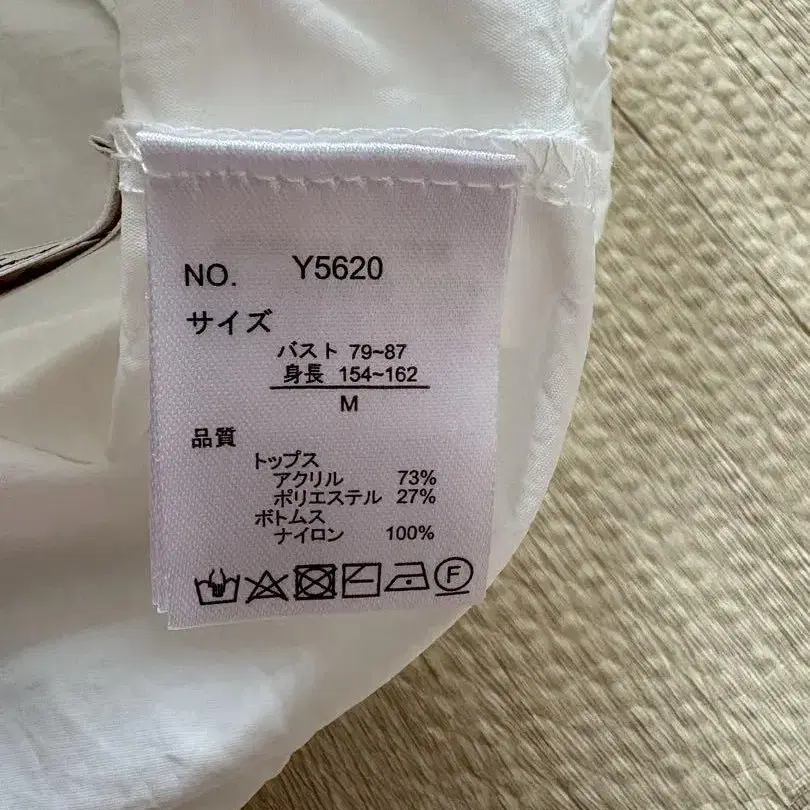 NO. Y5620
サイズ
バスト 79~87
身長 154~162
M
品質
トップス
アクリル 73%
ポリエステル 27%
ボトムス
ナイロン 100%
F